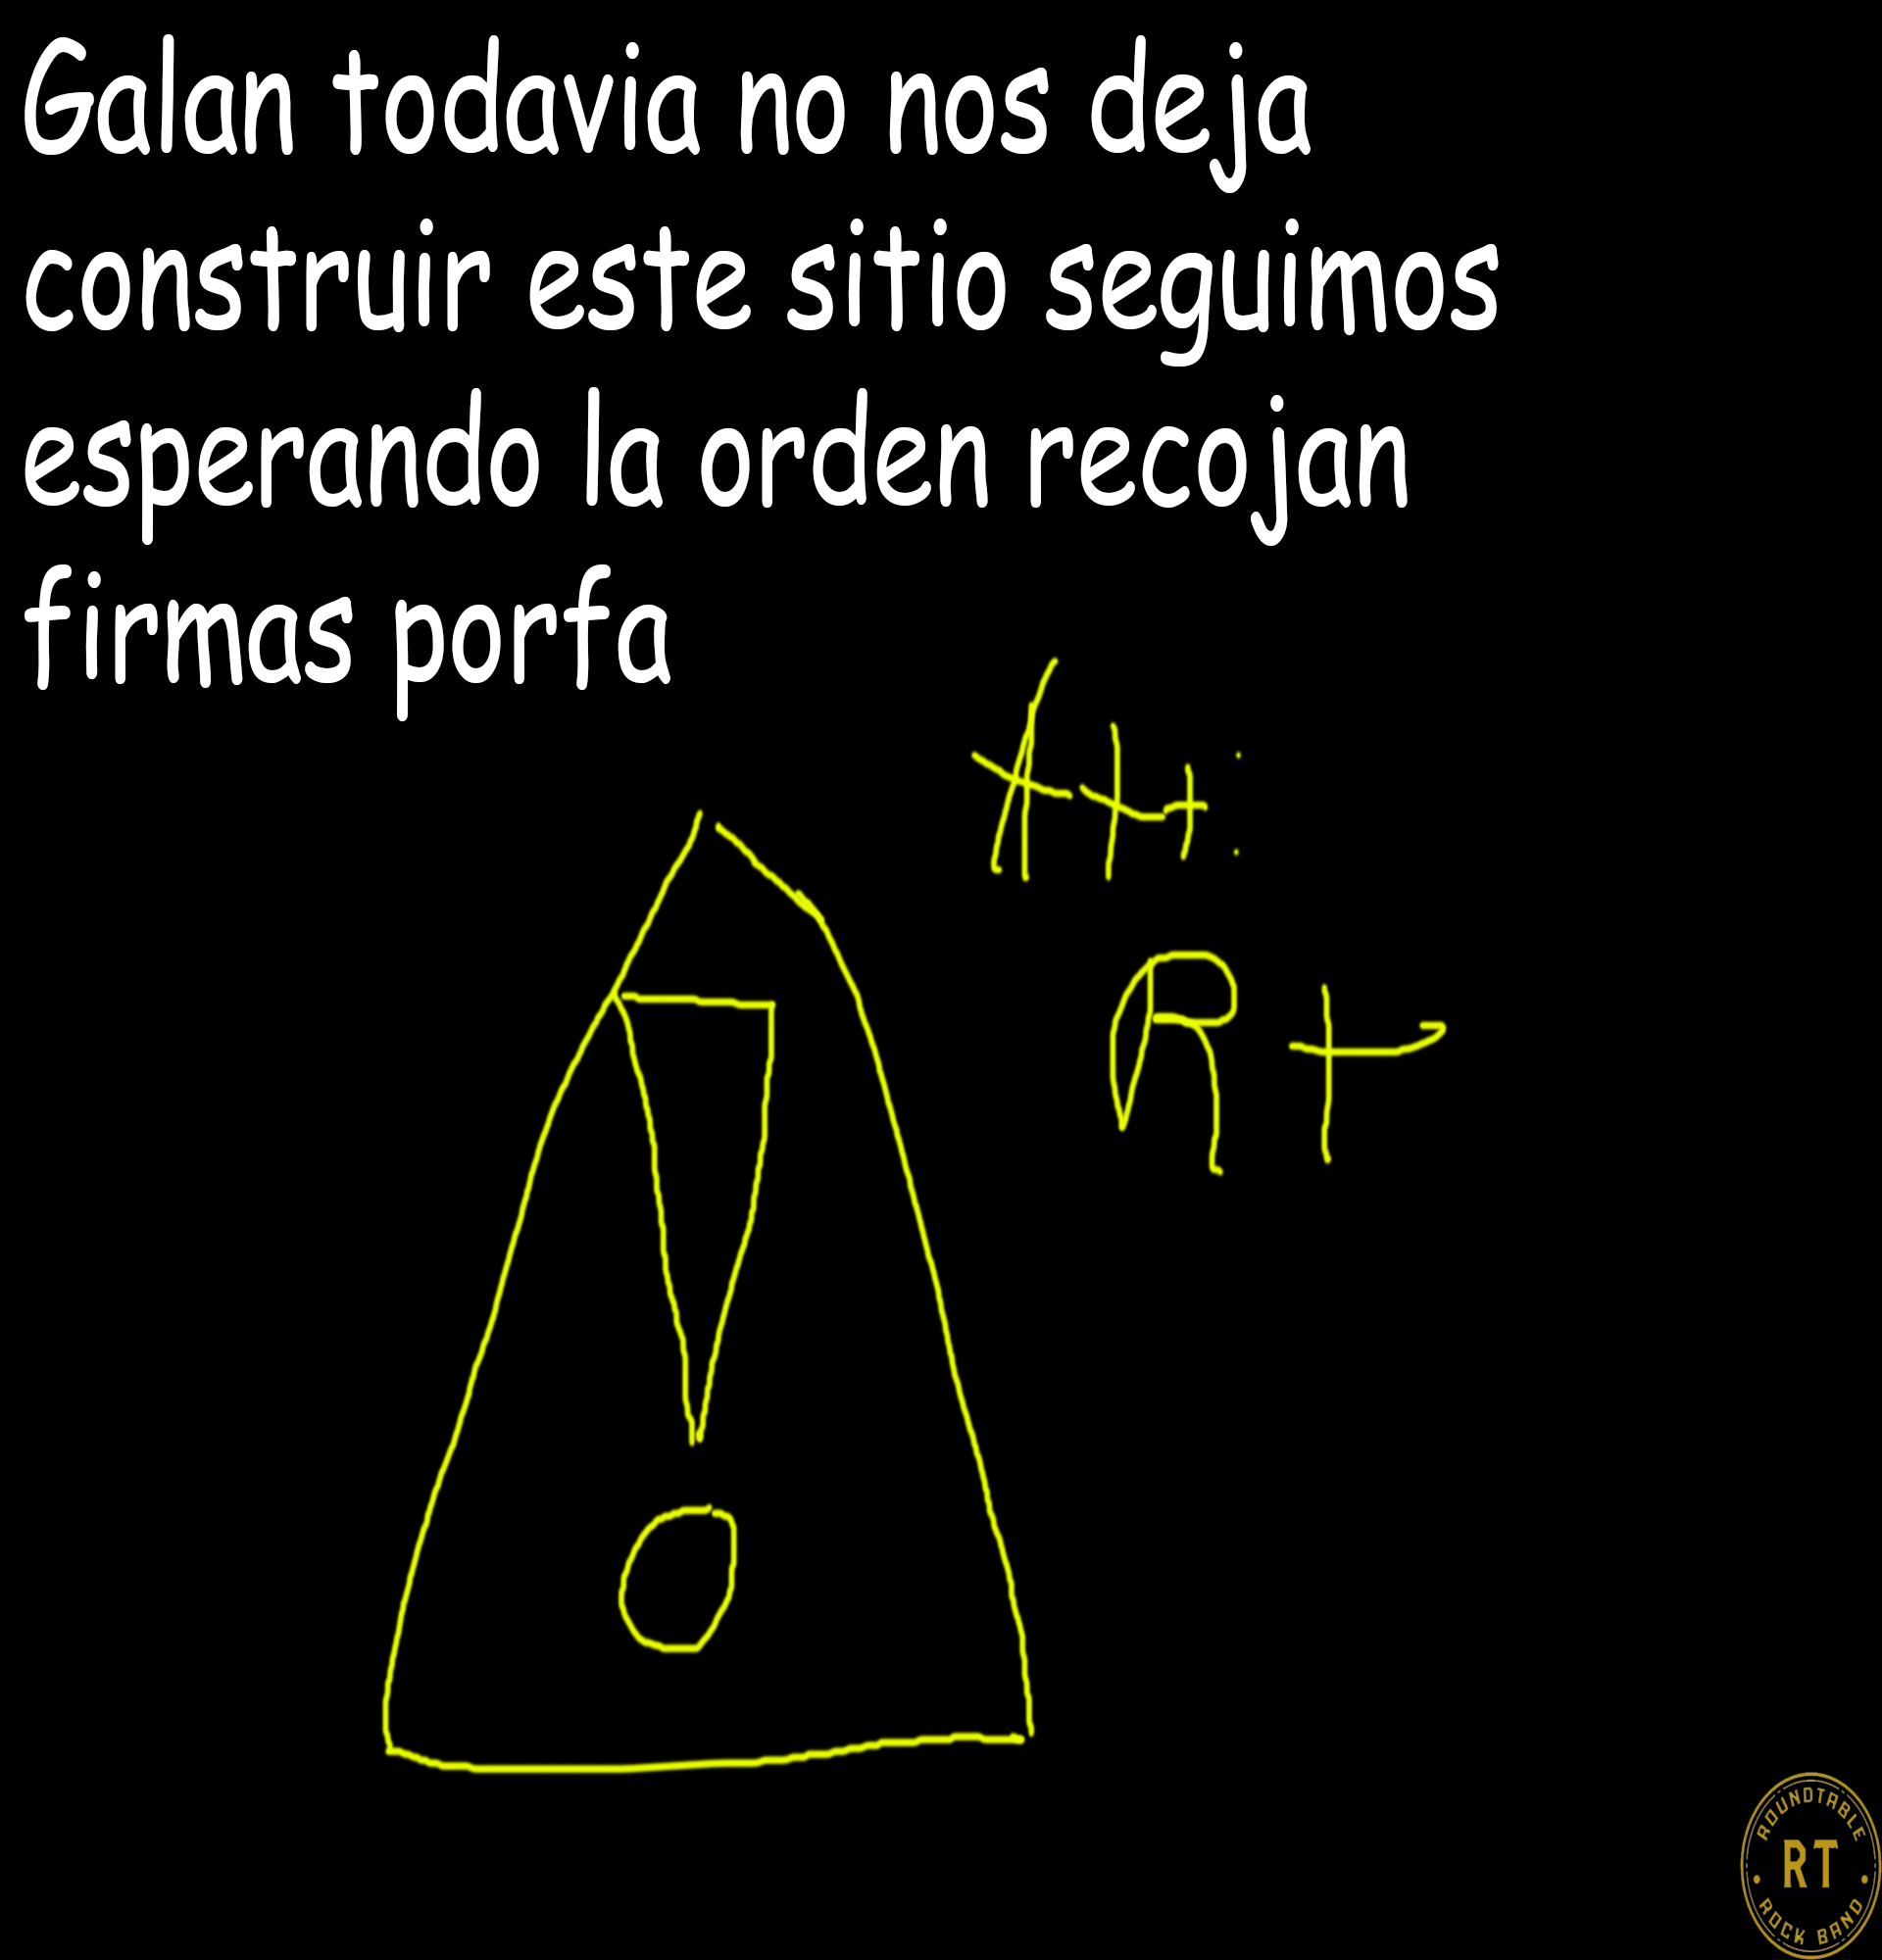 Galan todavia no nos deja
construir este sitio seguimos
esperando la orden recojan
firmas porfa
Att:
Rt
!
ROUNDTABLE
RT
ROCK BAND